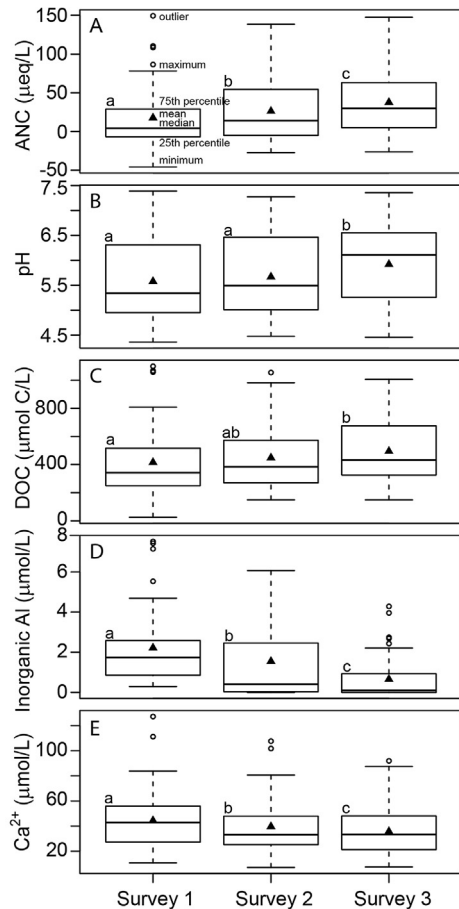 A
ANC (µeq/L)
150
100
50
0
-50
outlier
maximum
75th percentile
mean
median
25th percentile
minimum
a
b
c
B
pH
7.5
6.5
5.5
4.5
a
a
b
C
DOC (µmol C/L)
800
400
0
a
ab
b
D
Inorganic Al (µmol/L)
8
6
4
2
0
a
b
c
E
Ca²⁺ (µmol/L)
100
60
20
a
b
c
Survey 1 Survey 2 Survey 3